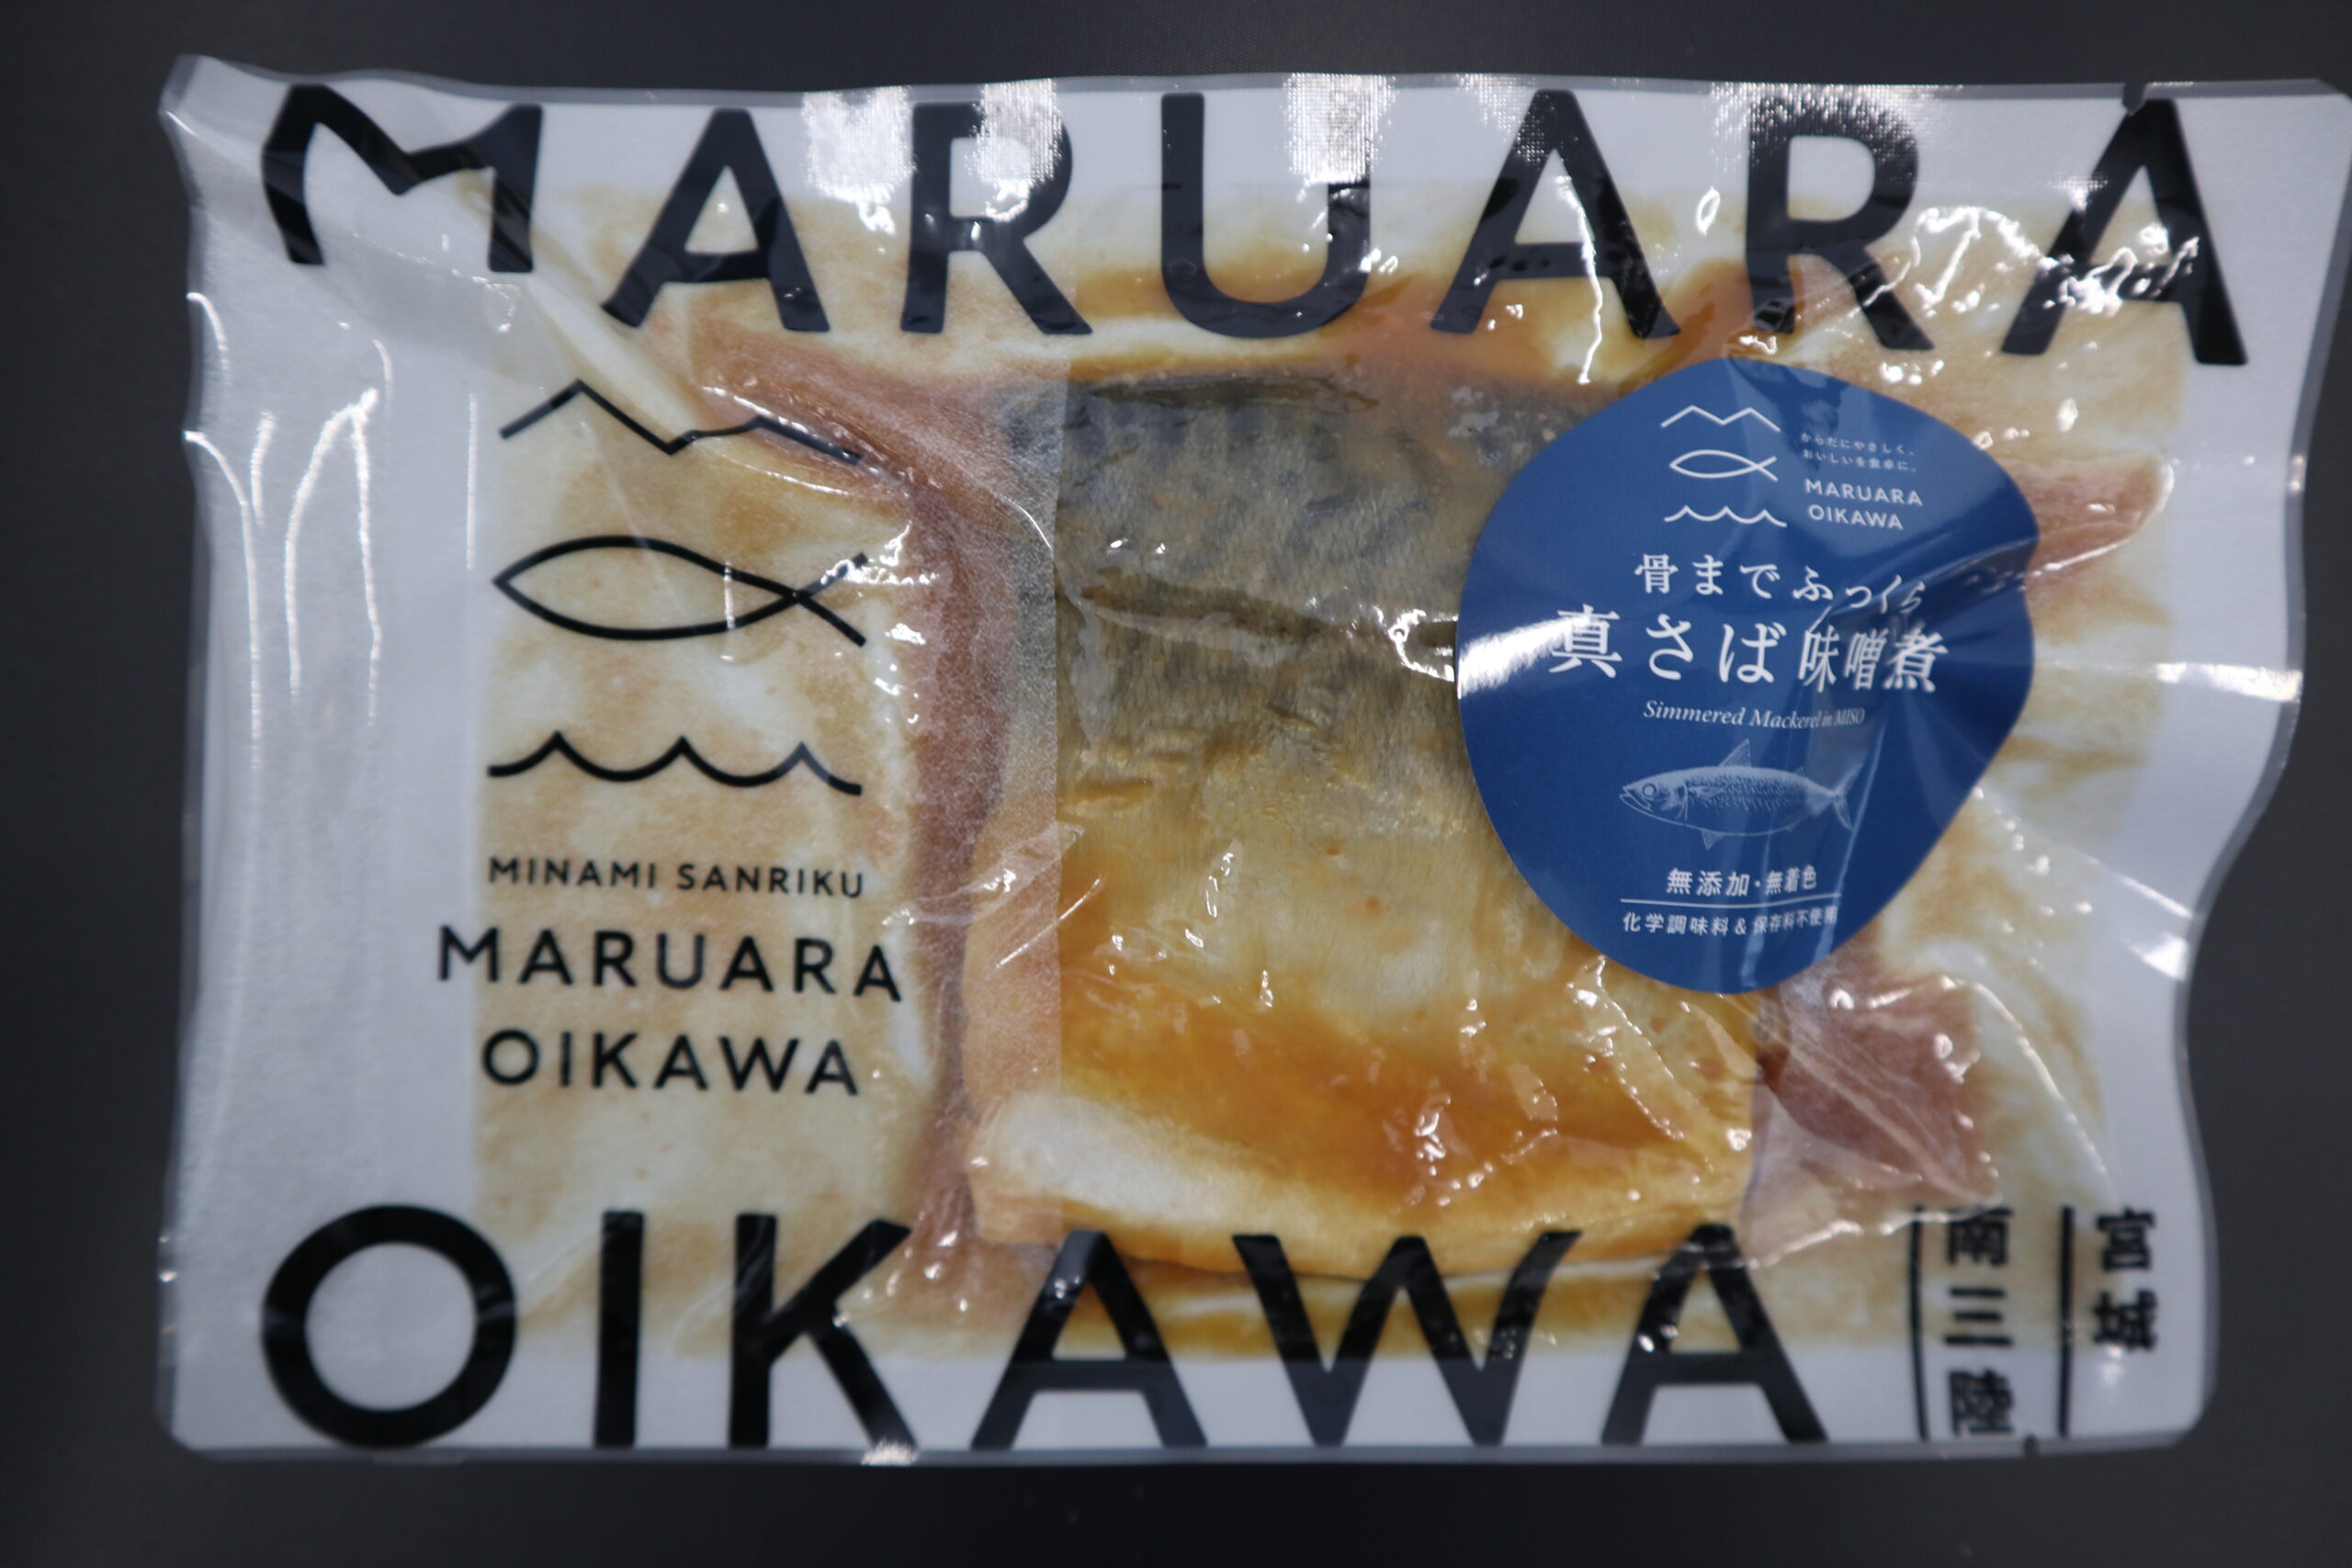 MARUARA
MINAMI SANRIKU
MARUARA
OIKAWA
からだにやさしく、
おいしいを食卓に。
MARUARA
OIKAWA
骨までふっくら
真さば味噌煮
Simmered Mackerel in MISO
無添加・無着色
化学調味料&保存料不使用
OIKAWA
宮城
南三陸